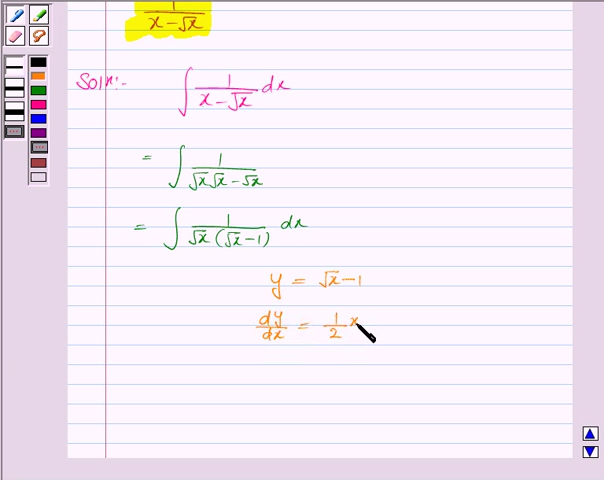 1/(x - √x)
Soln:- ∫ 1/(x - √x) dx
= ∫ 1/(√x√x - √x)
= ∫ 1/(√x (√x - 1)) dx
y = √x - 1
dy/dx = 1/2 x